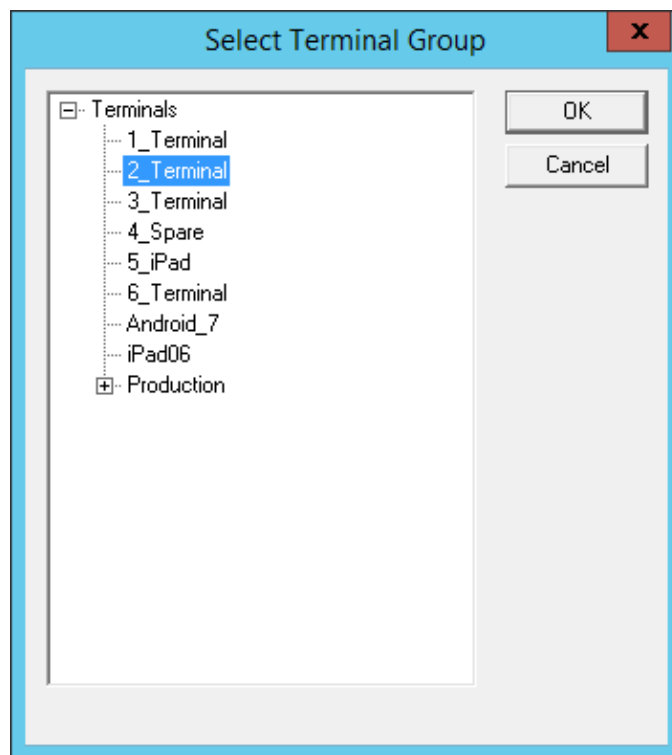 Select Terminal Group
x
Terminals
OK
1_Terminal
2_Terminal
Cancel
3_Terminal
4_Spare
5_iPad
6_Terminal
Android_7
iPad06
Production